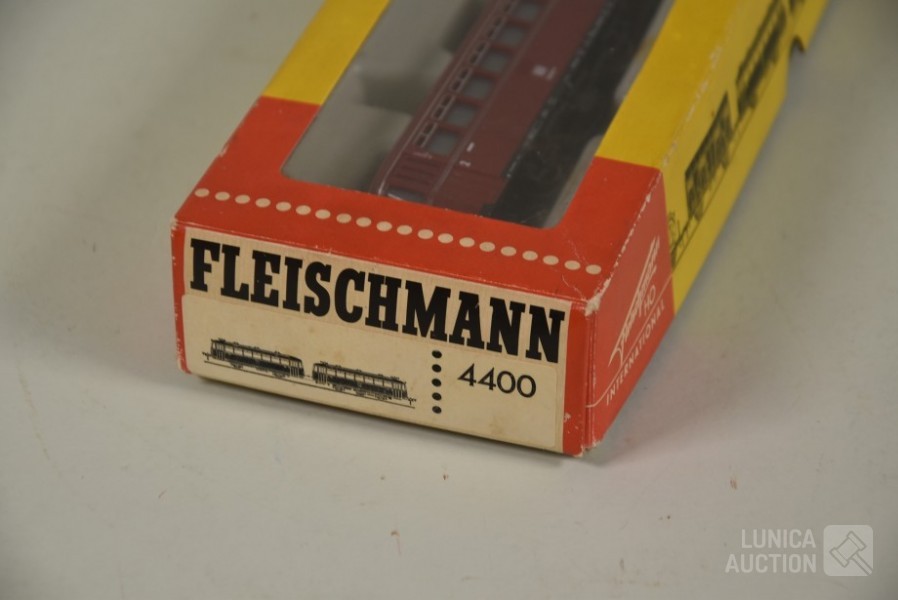 FLEISCHMANN
4400
HO
INTERNATIONAL
LUNICA
AUCTION